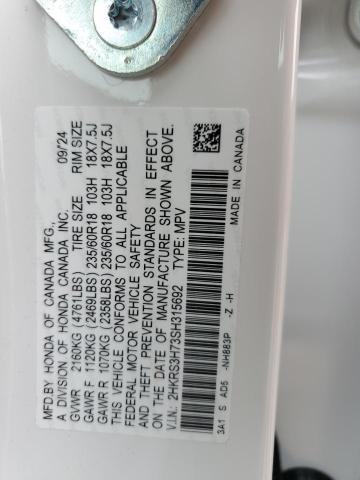 MFD.BY HONDA OF CANADA MFG., 09/24
A DIVISION OF HONDA CANADA INC.
GVWR 2160KG (4761LBS) TIRE SIZE RIM SIZE
GAWR F 1120KG (2469LBS) 235/60R18 103H 18X7.5J
GAWR R 1070KG (2358LBS) 235/60R18 103H 18X7.5J
THIS VEHICLE CONFORMS TO ALL APPLICABLE
FEDERAL MOTOR VEHICLE SAFETY
AND THEFT PREVENTION STANDARDS IN EFFECT
ON THE DATE OF MANUFACTURE SHOWN ABOVE.
V.I.N.: 2HKRS3H73SH315692 TYPE: MPV
3A1 S AD5 -NH883P -Z -H
MADE IN CANADA